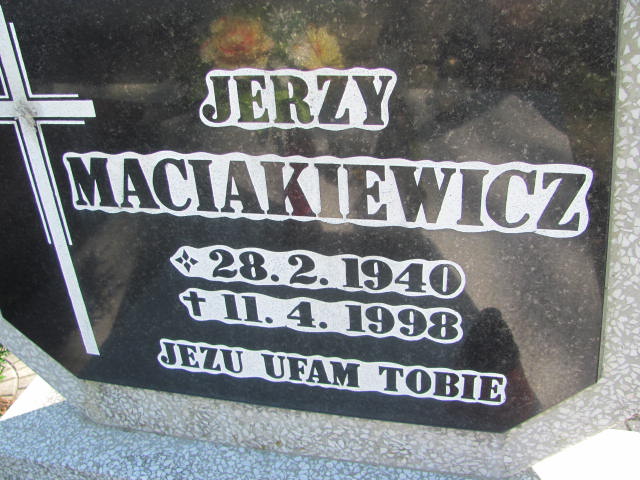 JERZY
MACIAKIEWICZ
28.2.1940
✝ 11.4.1998
JEZU UFAM TOBIE